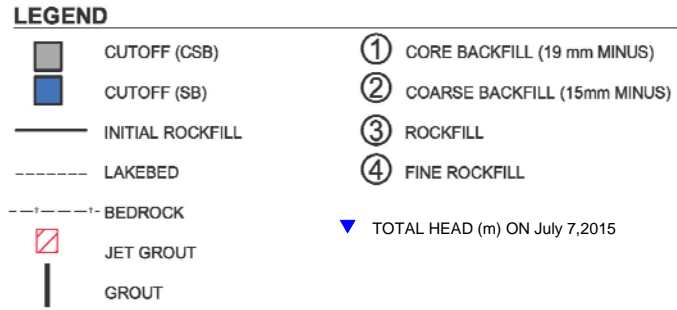 LEGEND
CUTOFF (CSB)
CUTOFF (SB)
INITIAL ROCKFILL
LAKEBED
BEDROCK
JET GROUT
GROUT
1 CORE BACKFILL (19 mm MINUS)
2 COARSE BACKFILL (15mm MINUS)
3 ROCKFILL
4 FINE ROCKFILL
TOTAL HEAD (m) ON July 7,2015